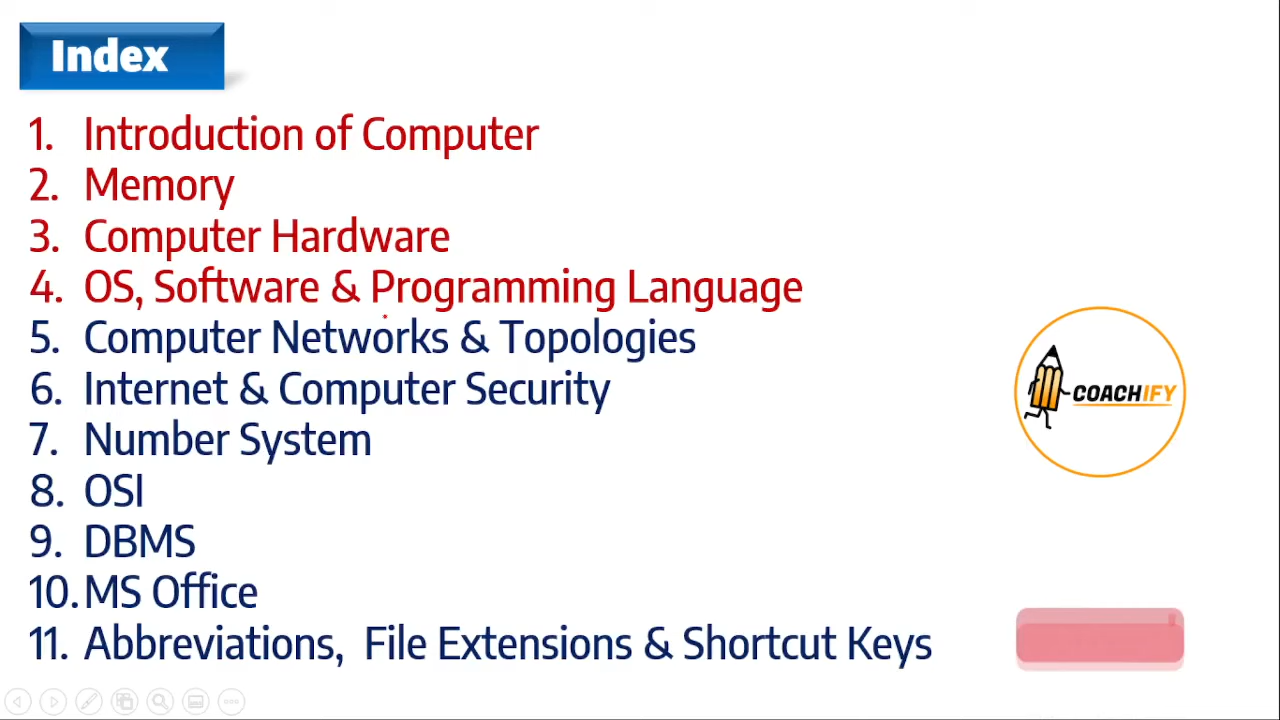 Index
1. Introduction of Computer
2. Memory
3. Computer Hardware
4. OS, Software & Programming Language
5. Computer Networks & Topologies
6. Internet & Computer Security
7. Number System
8. OSI
9. DBMS
10. MS Office
11. Abbreviations, File Extensions & Shortcut Keys
COACHIFY